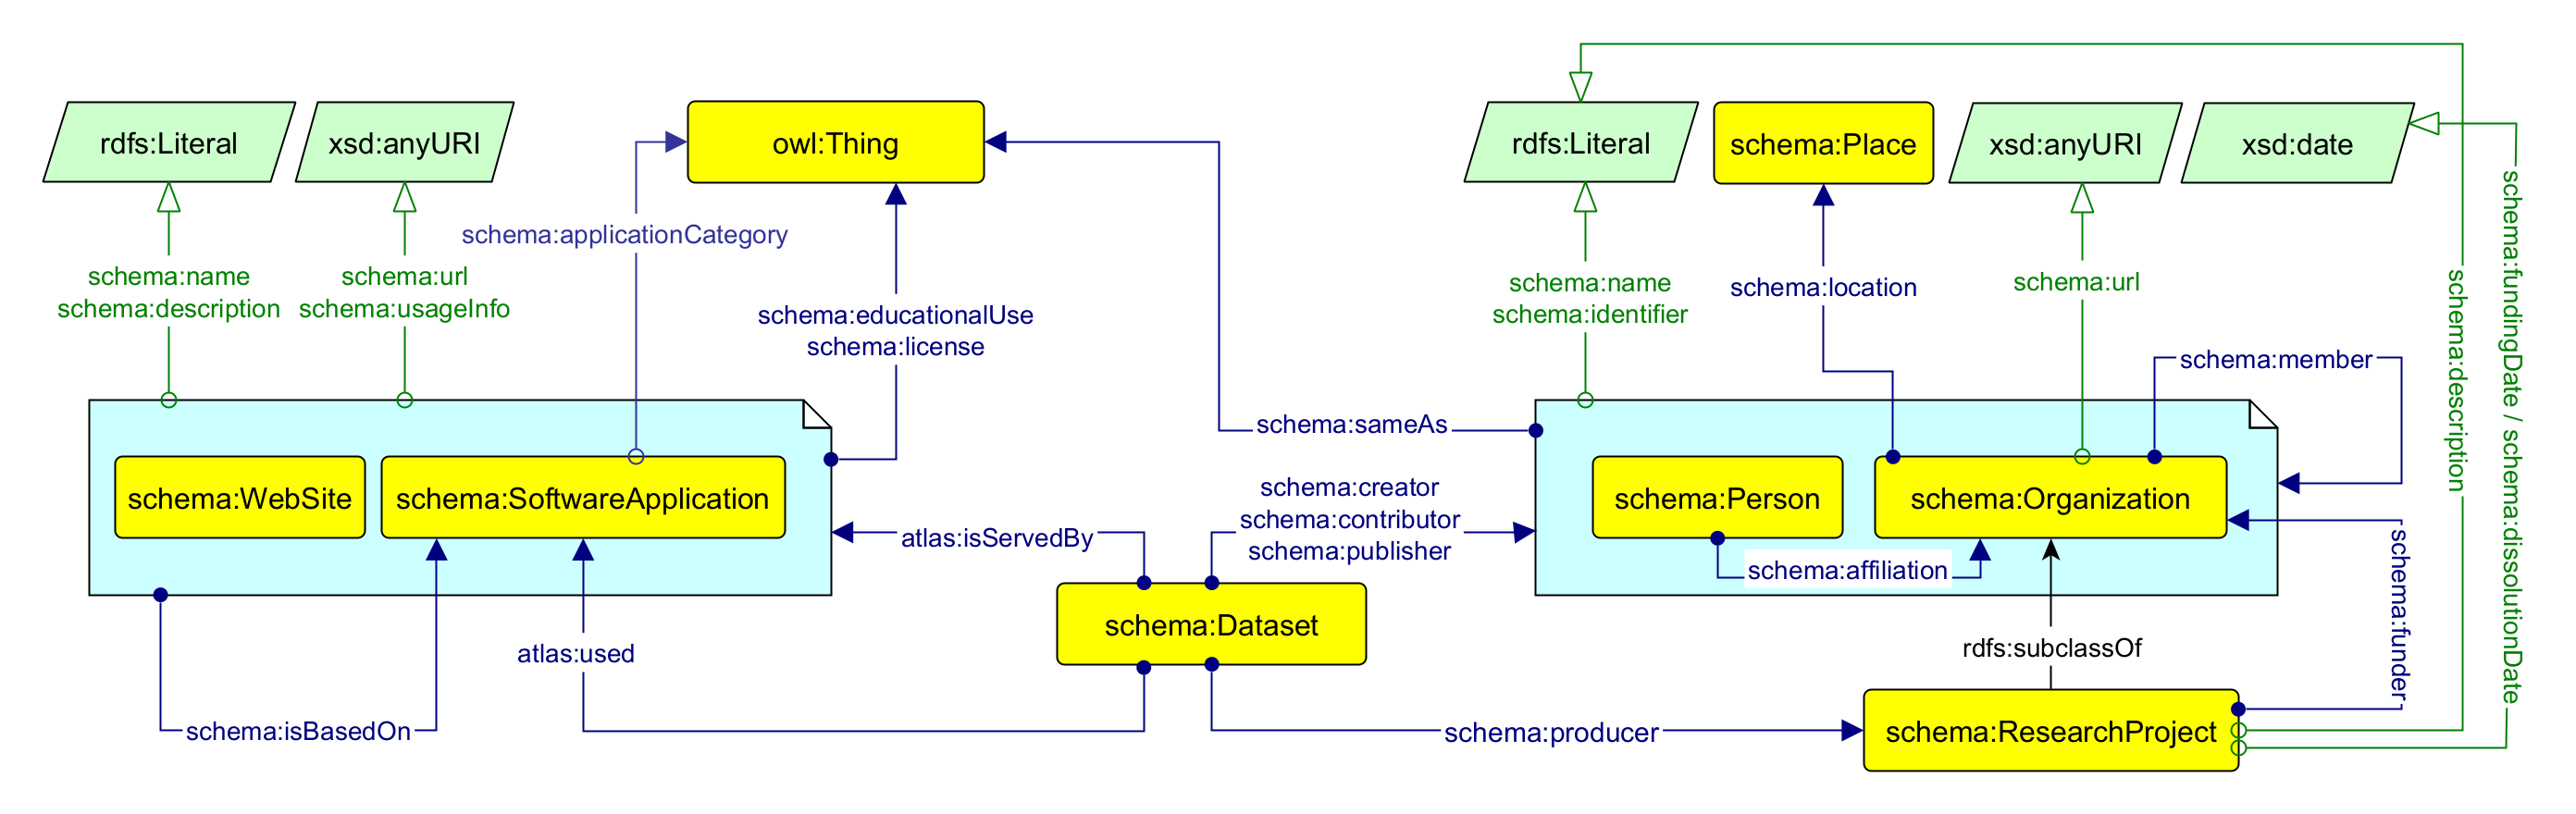 rdfs:Literal
xsd:anyURI
owl:Thing
rdfs:Literal
schema:Place
xsd:anyURI
xsd:date
schema:applicationCategory
schema:name
schema:description
schema:url
schema:usageInfo
schema:educationalUse
schema:license
schema:name
schema:identifier
schema:location
schema:url
schema:member
schema:description
schema:fundingDate / schema:dissolutionDate
schema:sameAs
schema:WebSite
schema:SoftwareApplication
schema:creator
schema:contributor
schema:publisher
schema:Person
schema:Organization
atlas:isServedBy
schema:affiliation
schema:funder
schema:Dataset
atlas:used
rdfs:subclassOf
schema:isBasedOn
schema:producer
schema:ResearchProject